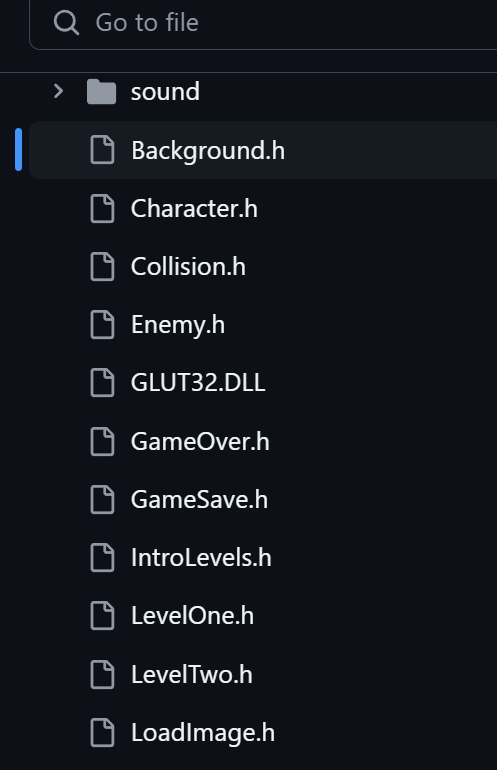 Go to file
sound
Background.h
Character.h
Collision.h
Enemy.h
GLUT32.DLL
GameOver.h
GameSave.h
IntroLevels.h
LevelOne.h
LevelTwo.h
LoadImage.h